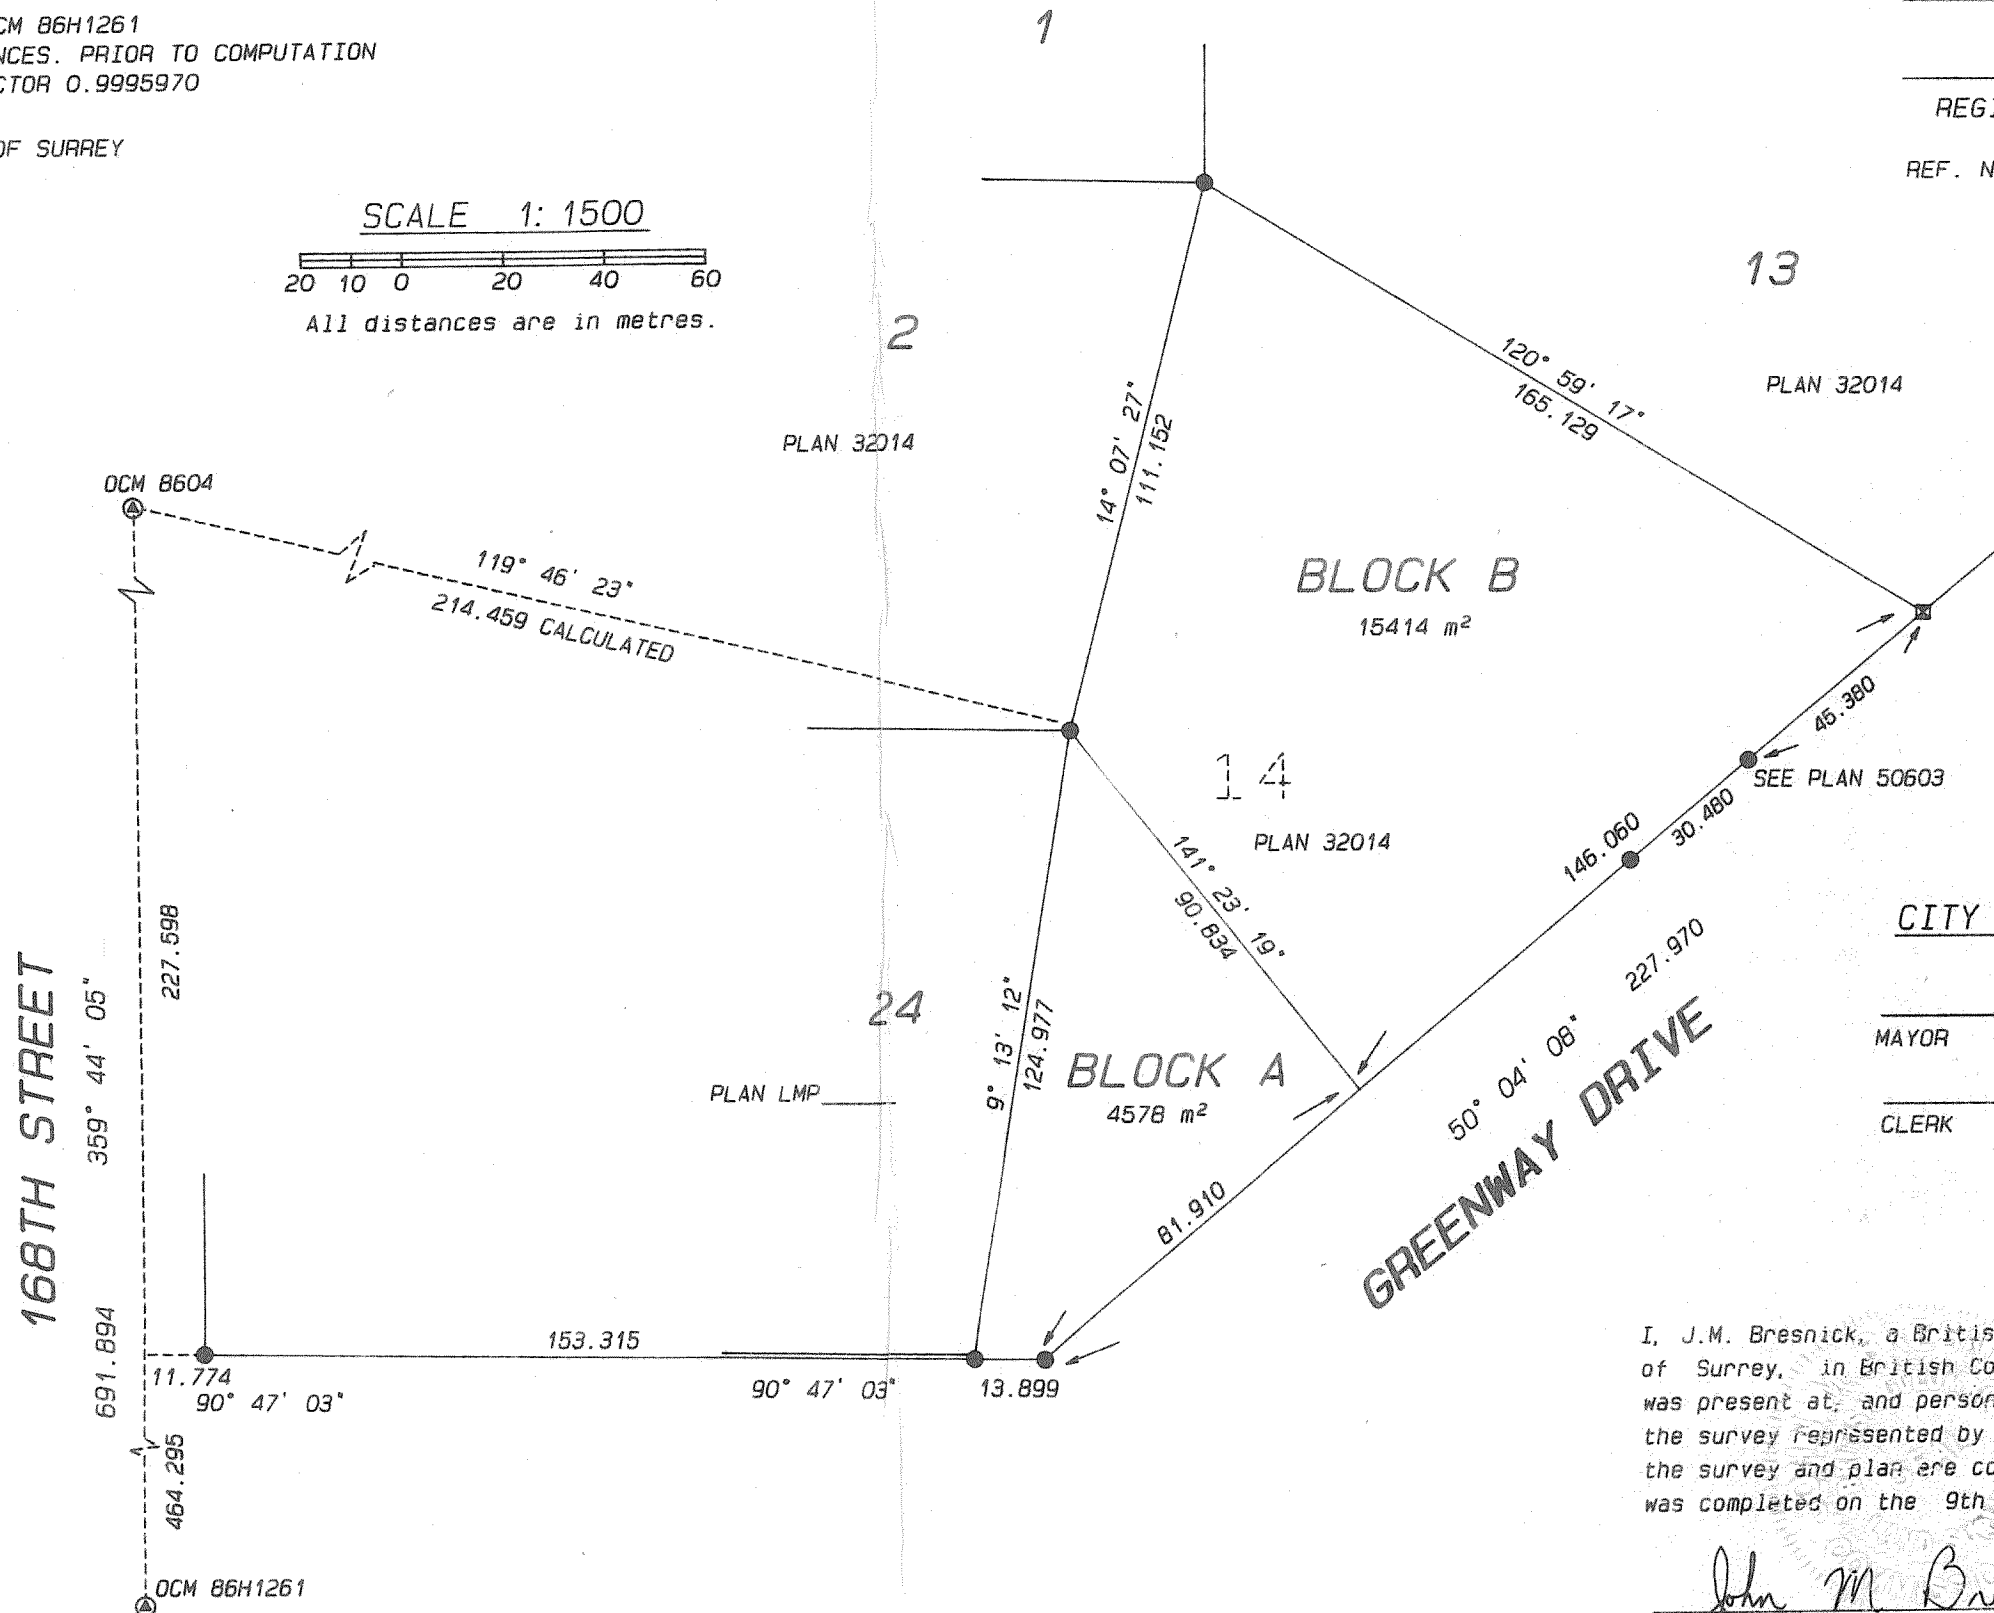 CM 86H1261
NCES. PRIOR TO COMPUTATION
CTOR 0.9995970
OF SURREY
SCALE 1: 1500
20 10 0 20 40 60
All distances are in metres.
1
2
13
REGI
REF. N
PLAN 32014
PLAN 32014
120° 59' 17"
165.129
14° 07' 27"
111.152
OCM 8604
119° 46' 23"
214.459 CALCULATED
BLOCK B
15414 m²
45.380
SEE PLAN 50603
30.480
146.060
14
PLAN 32014
141° 23' 19"
90.834
227.970
50° 04' 08"
GREENWAY DRIVE
CITY
MAYOR
CLERK
24
PLAN LMP
9° 13' 12"
124.977
BLOCK A
4578 m²
81.910
168TH STREET
691.894 359° 44' 05"
227.598
153.315
11.774
90° 47' 03"
90° 47' 03"
13.899
464.295
OCM 86H1261
I, J.M. Bresnick, a Britis
of Surrey, in British Co
was present at, and person
the survey represented by
the survey and plan are co
was completed on the 9th
John M Br